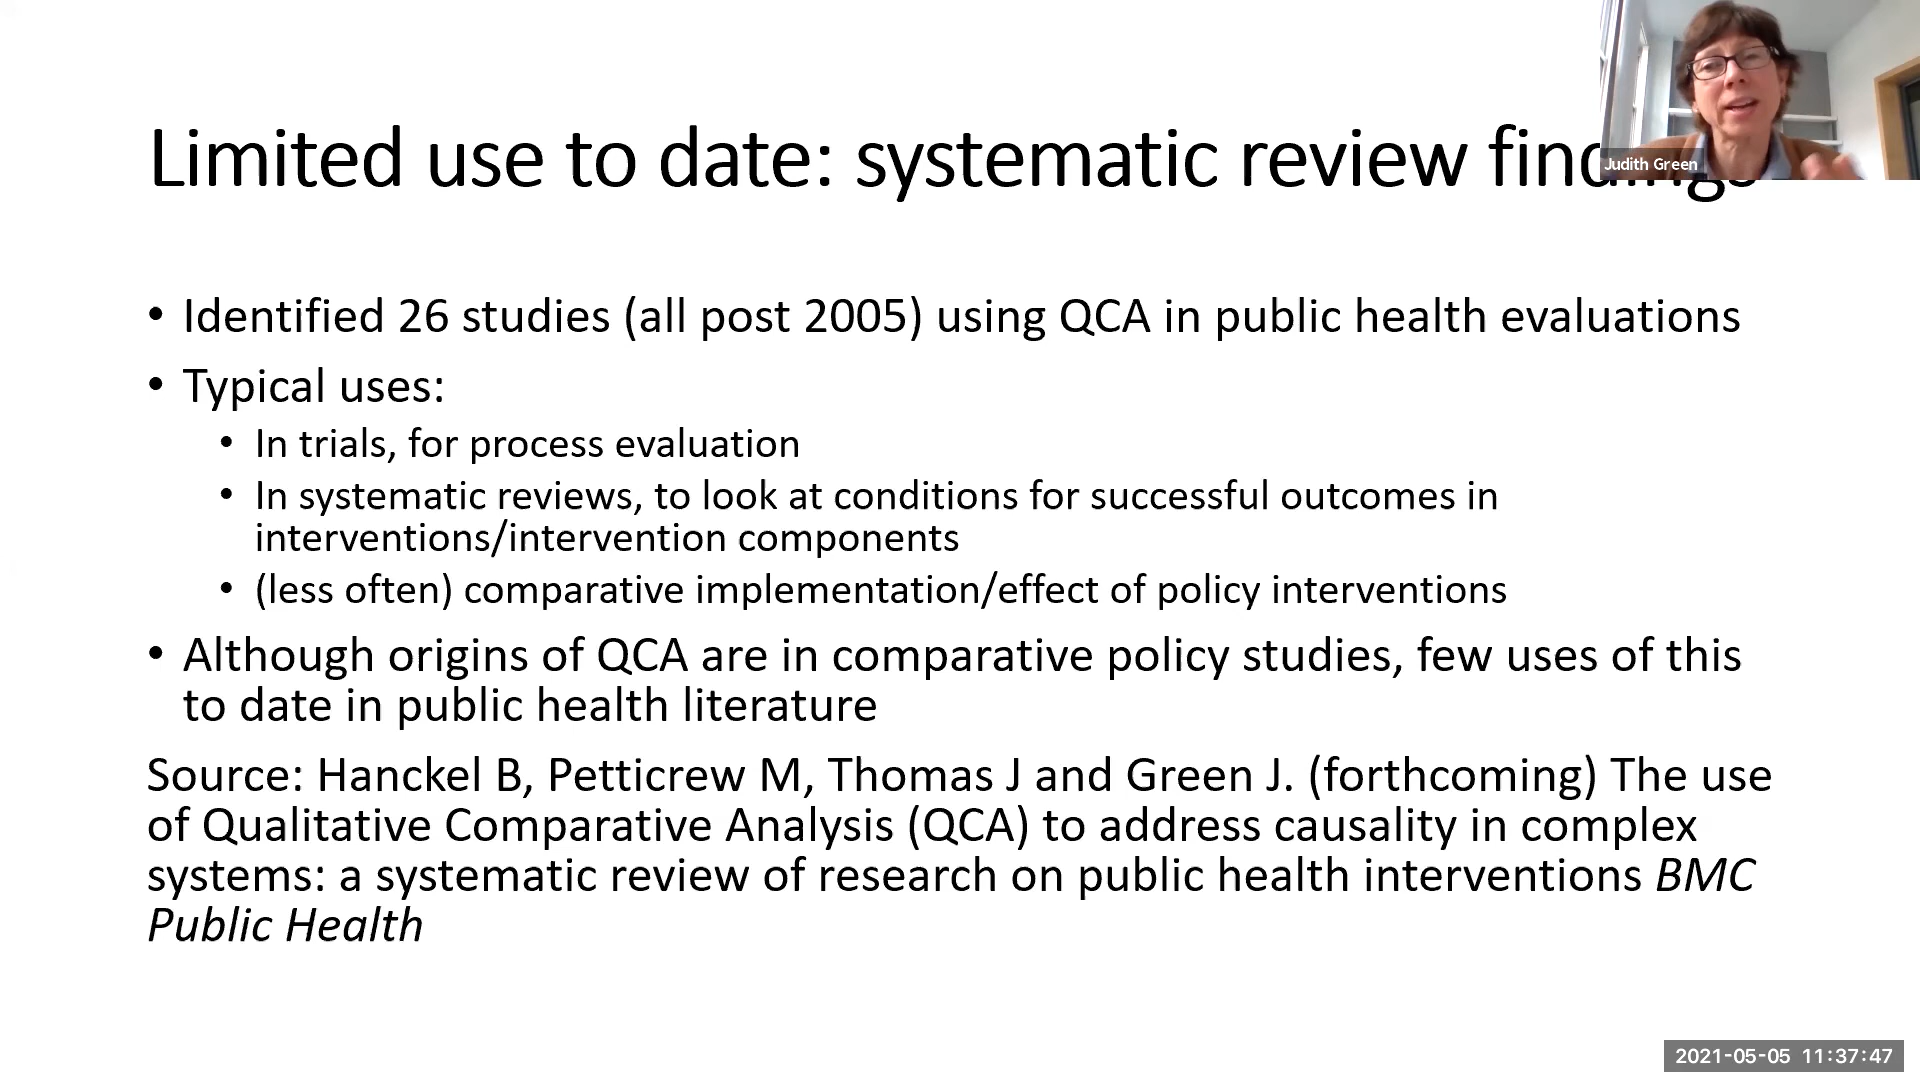 Limited use to date: systematic review findings
Judith Green
• Identified 26 studies (all post 2005) using QCA in public health evaluations
• Typical uses:
• In trials, for process evaluation
• In systematic reviews, to look at conditions for successful outcomes in
interventions/intervention components
• (less often) comparative implementation/effect of policy interventions
• Although origins of QCA are in comparative policy studies, few uses of this
to date in public health literature
Source: Hanckel B, Petticrew M, Thomas J and Green J. (forthcoming) The use
of Qualitative Comparative Analysis (QCA) to address causality in complex
systems: a systematic review of research on public health interventions BMC
Public Health
2021-05-05 11:37:47